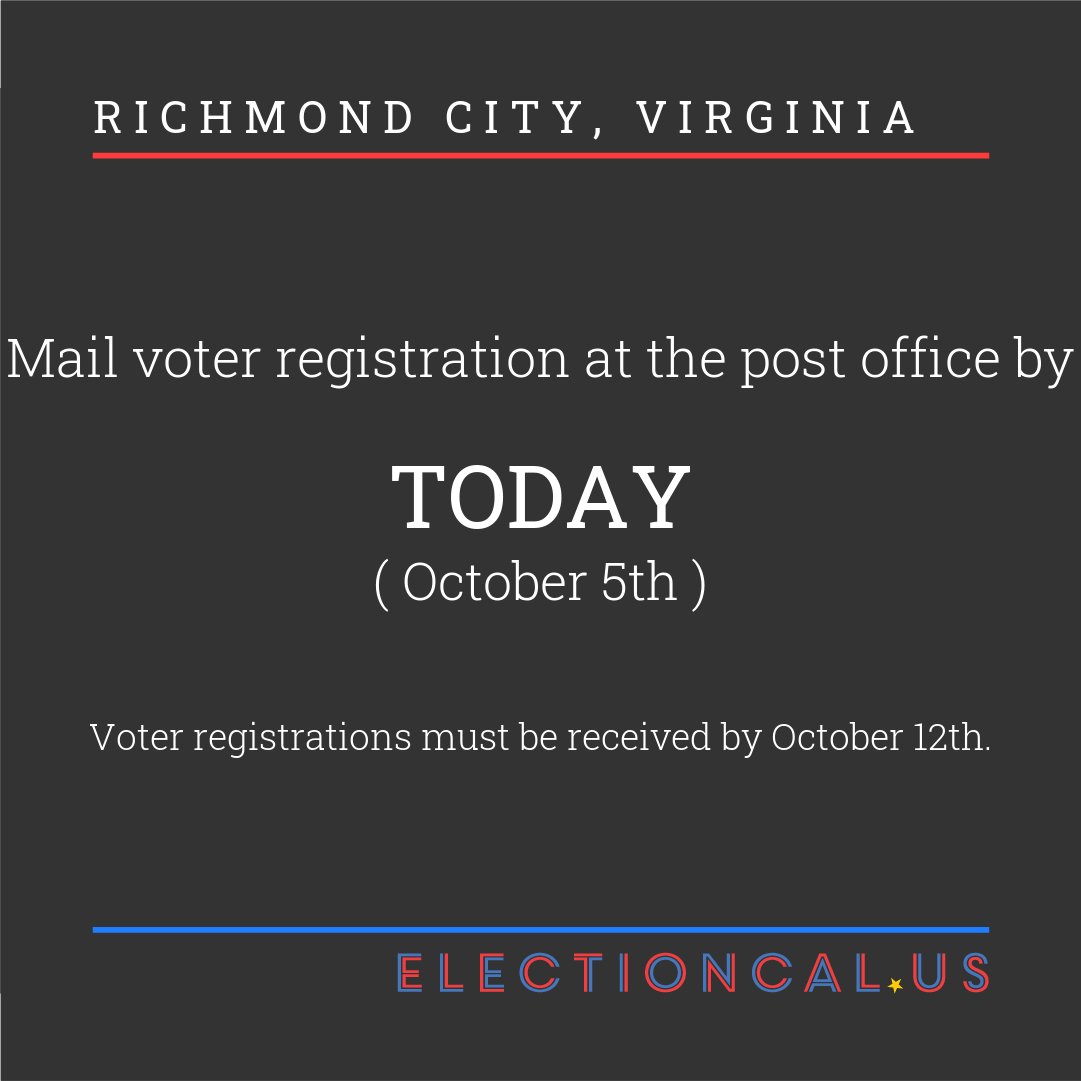 RICHMOND CITY, VIRGINIA
Mail voter registration at the post office by
TODAY
( October 5th )
Voter registrations must be received by October 12th.
ELECTIONCAL.US